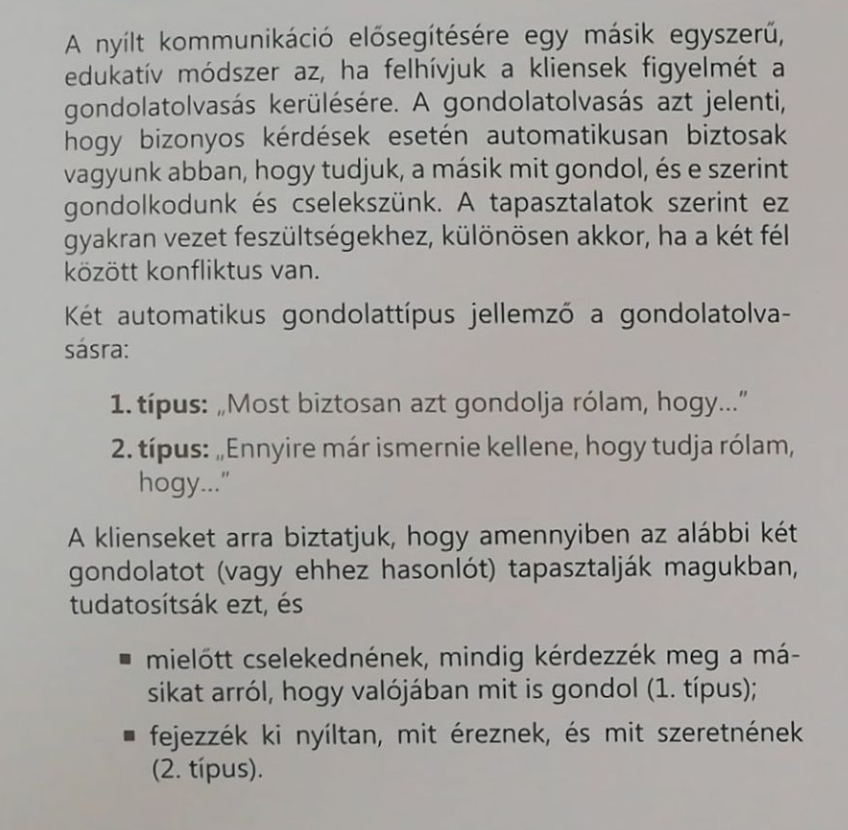 A nyílt kommunikáció elősegítésére egy másik egyszerű,
edukatív módszer az, ha felhívjuk a kliensek figyelmét a
gondolatolvasás kerülésére. A gondolatolvasás azt jelenti,
hogy bizonyos kérdések esetén automatikusan biztosak
vagyunk abban, hogy tudjuk, a másik mit gondol, és e szerint
gondolkodunk és cselekszünk. A tapasztalatok szerint ez
gyakran vezet feszültségekhez, különösen akkor, ha a két fél
között konfliktus van.
Két automatikus gondolattípus jellemző a gondolatolva-
sásra:
1. típus: „Most biztosan azt gondolja rólam, hogy...”
2. típus: „Ennyire már ismernie kellene, hogy tudja rólam,
hogy...”
A klienseket arra biztatjuk, hogy amennyiben az alábbi két
gondolatot (vagy ehhez hasonlót) tapasztalják magukban,
tudatosítsák ezt, és
▪ mielőtt cselekednének, mindig kérdezzék meg a má-
sikat arról, hogy valójában mit is gondol (1. típus);
▪ fejezzék ki nyíltan, mit éreznek, és mit szeretnének
(2. típus).